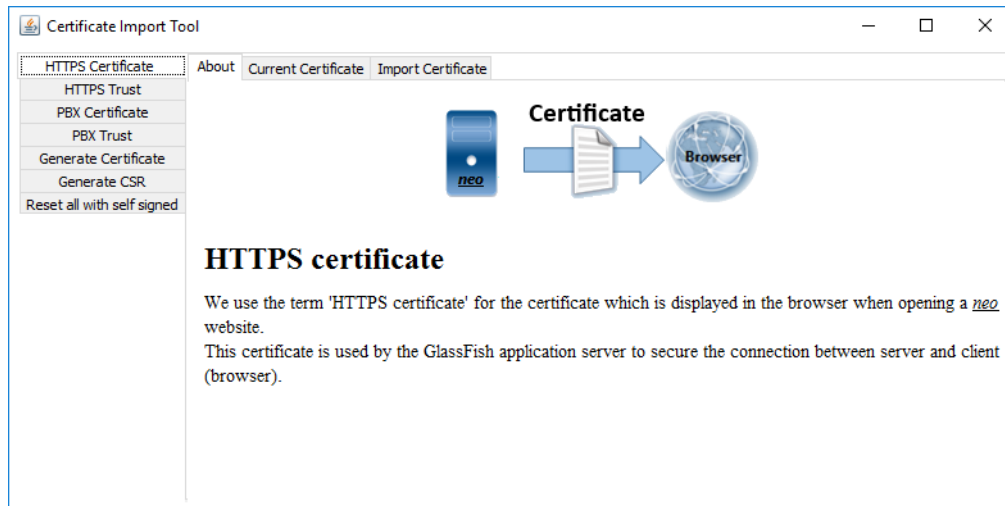 Certificate Import Tool
HTTPS Certificate
HTTPS Trust
PBX Certificate
PBX Trust
Generate Certificate
Generate CSR
Reset all with self signed
About Current Certificate Import Certificate
Certificate
neo
Browser
HTTPS certificate
We use the term 'HTTPS certificate' for the certificate which is displayed in the browser when opening a neo
website.
This certificate is used by the GlassFish application server to secure the connection between server and client
(browser).